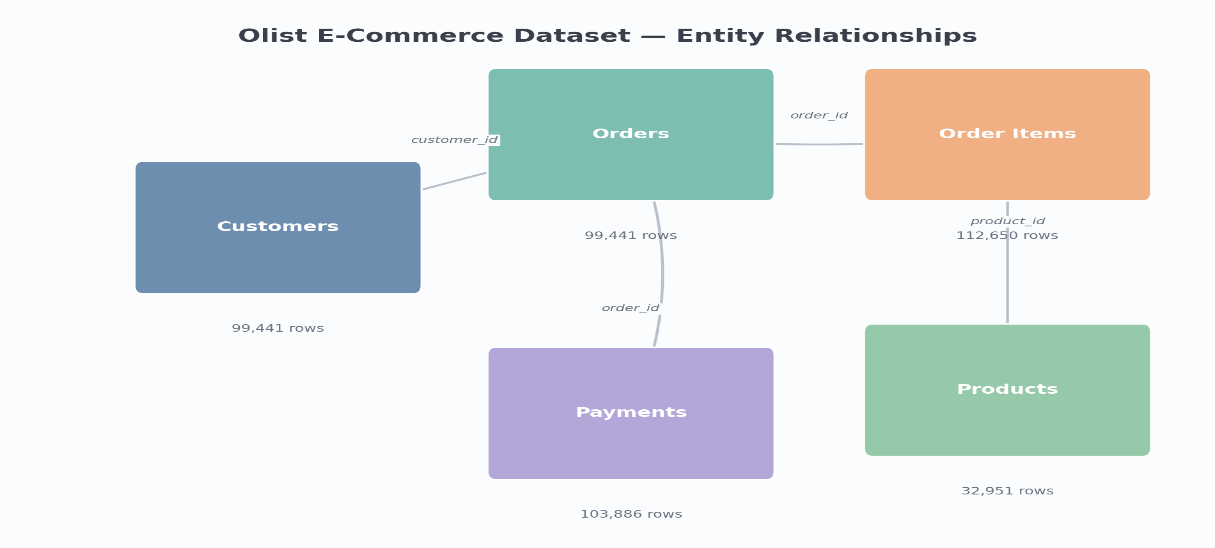 Olist E-Commerce Dataset — Entity Relationships
Orders
Order Items
order_id
customer_id
Customers
product_id
99,441 rows
112,650 rows
order_id
99,441 rows
Products
Payments
32,951 rows
103,886 rows